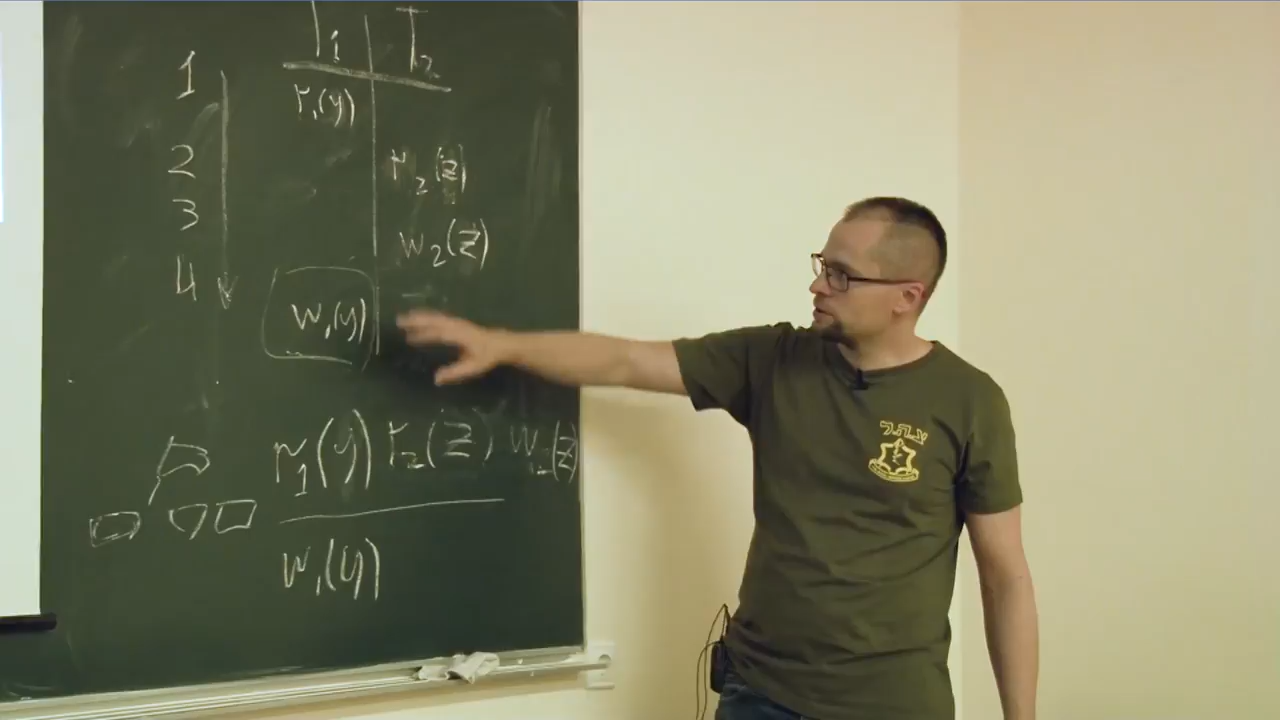 T₁ T₂
1 r₁(y)
2 r₂(z)
3 w₂(z)
4 w₁(y)
r₁(y) r₂(z) w₂(z)
w₁(y)
צ.ה.ל